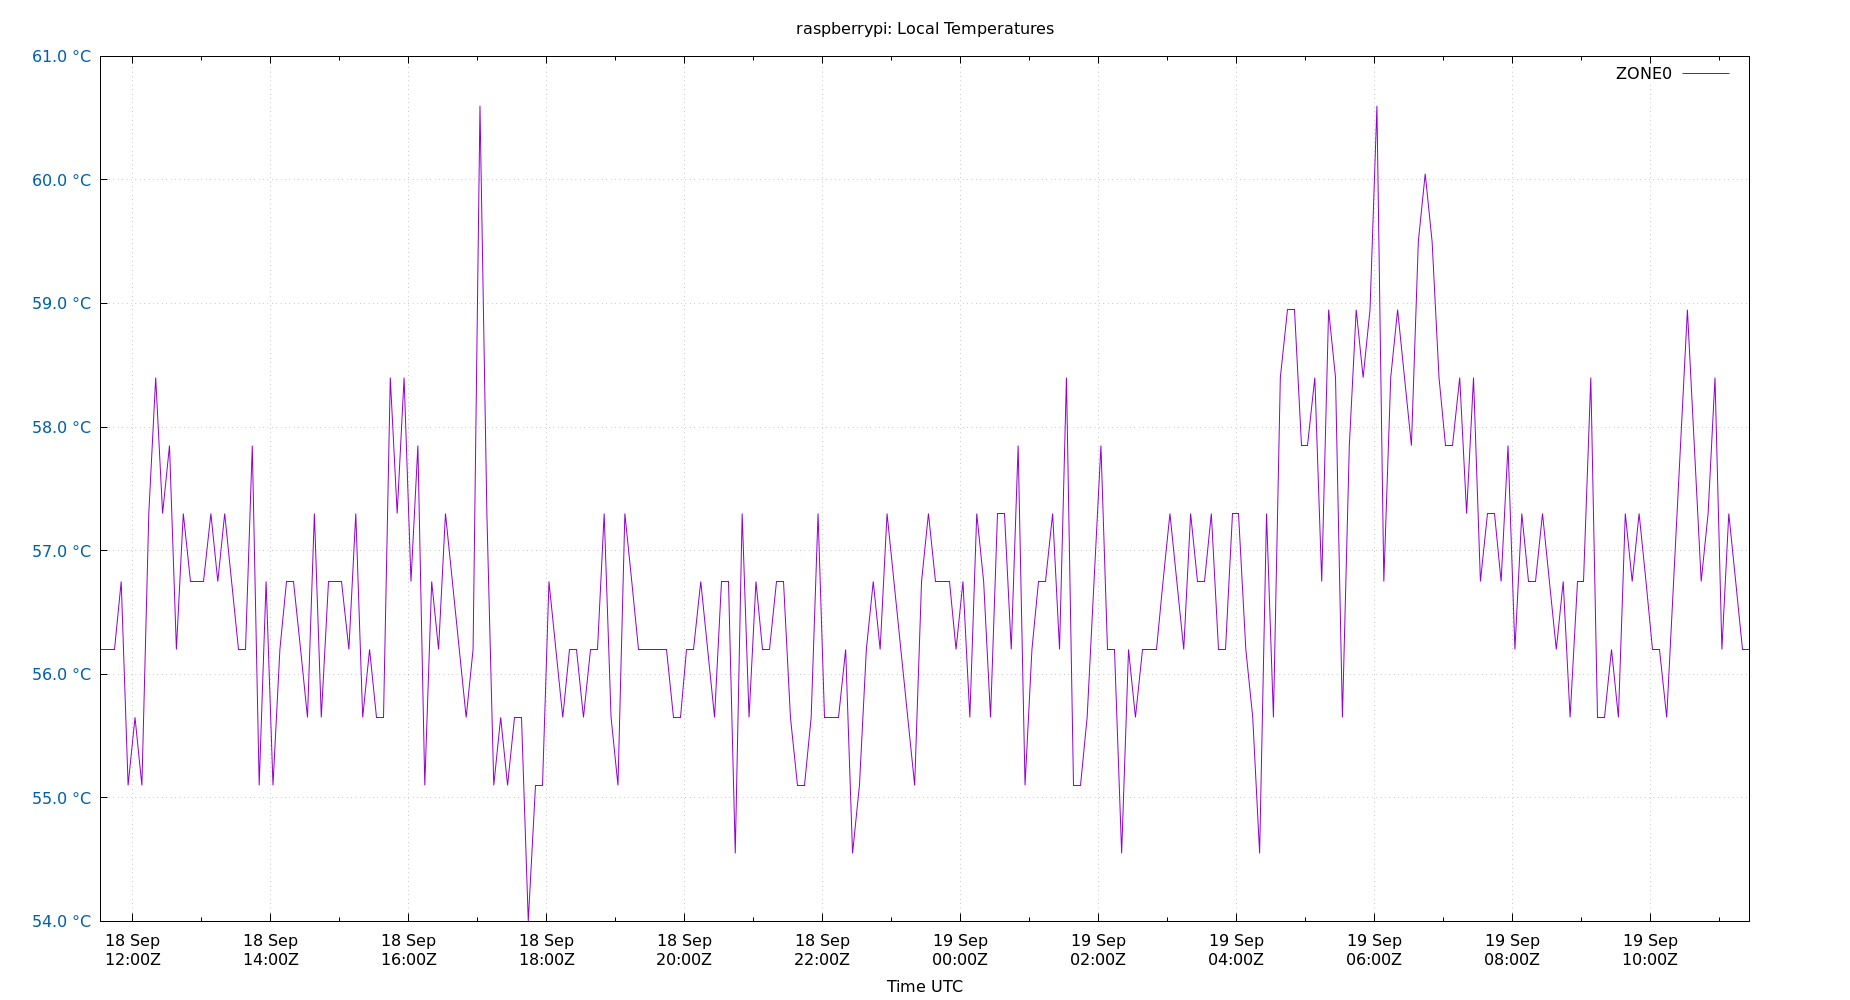 raspberrypi: Local Temperatures
61.0 °C
ZONE0
60.0 °C
59.0 °C
58.0 °C
57.0 °C
56.0 °C
55.0 °C
54.0 °C
18 Sep 18 Sep 18 Sep 18 Sep 18 Sep 18 Sep 19 Sep 19 Sep 19 Sep 19 Sep 19 Sep 19 Sep
12:00Z 14:00Z 16:00Z 18:00Z 20:00Z 22:00Z 00:00Z 02:00Z 04:00Z 06:00Z 08:00Z 10:00Z
Time UTC